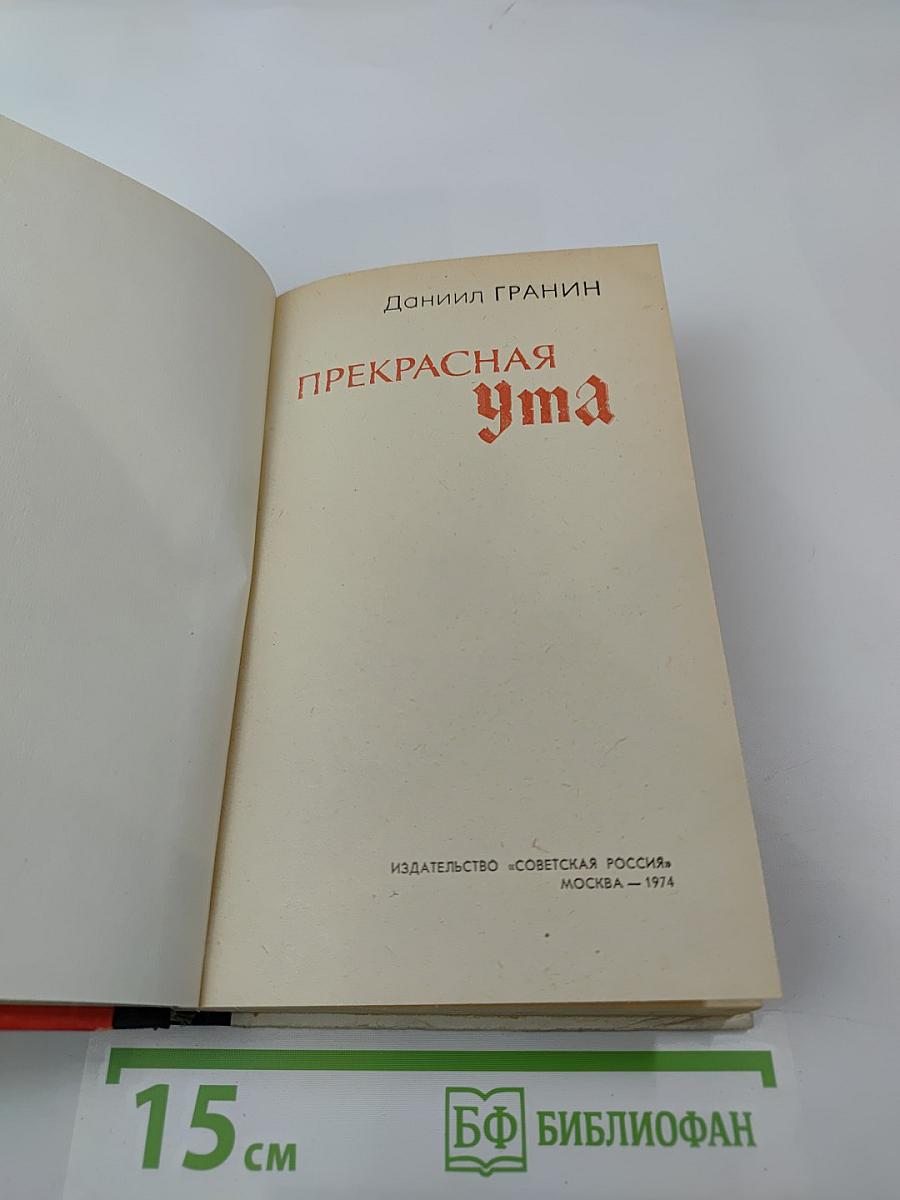 Даниил ГРАНИН
ПРЕКРАСНАЯ
Ута
ИЗДАТЕЛЬСТВО «СОВЕТСКАЯ РОССИЯ»
МОСКВА — 1974
15 см
БФ БИБЛИОФАН